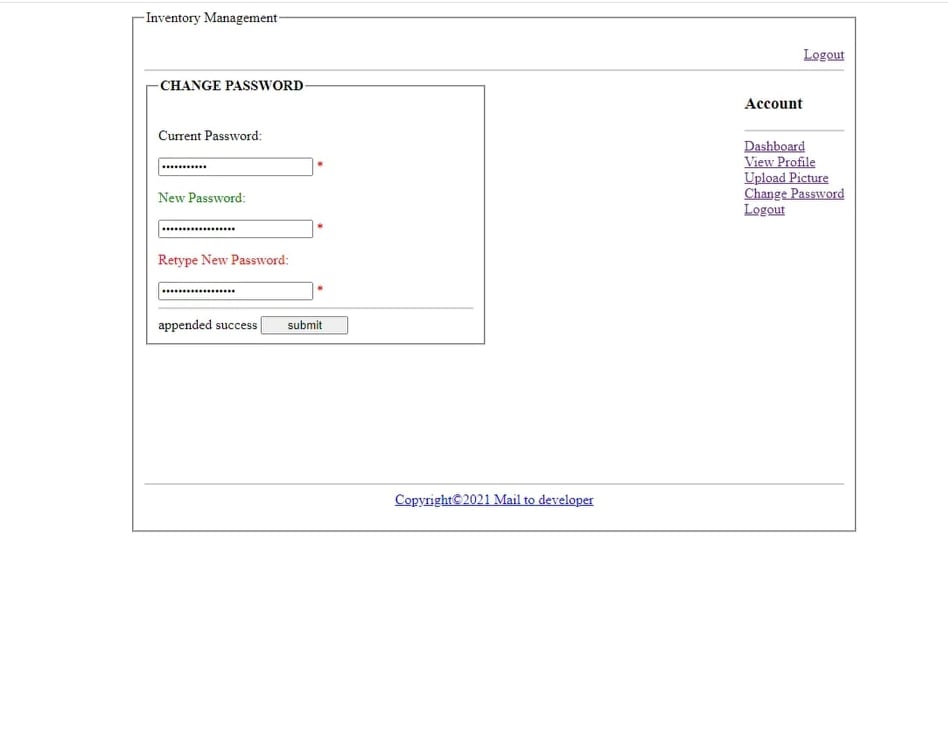 Inventory Management
Logout
CHANGE PASSWORD
Current Password:
••••••••••• *
New Password:
•••••••••••••••••• *
Retype New Password:
•••••••••••••••••• *
appended success submit
Account
Dashboard
View Profile
Upload Picture
Change Password
Logout
Copyright©2021 Mail to developer